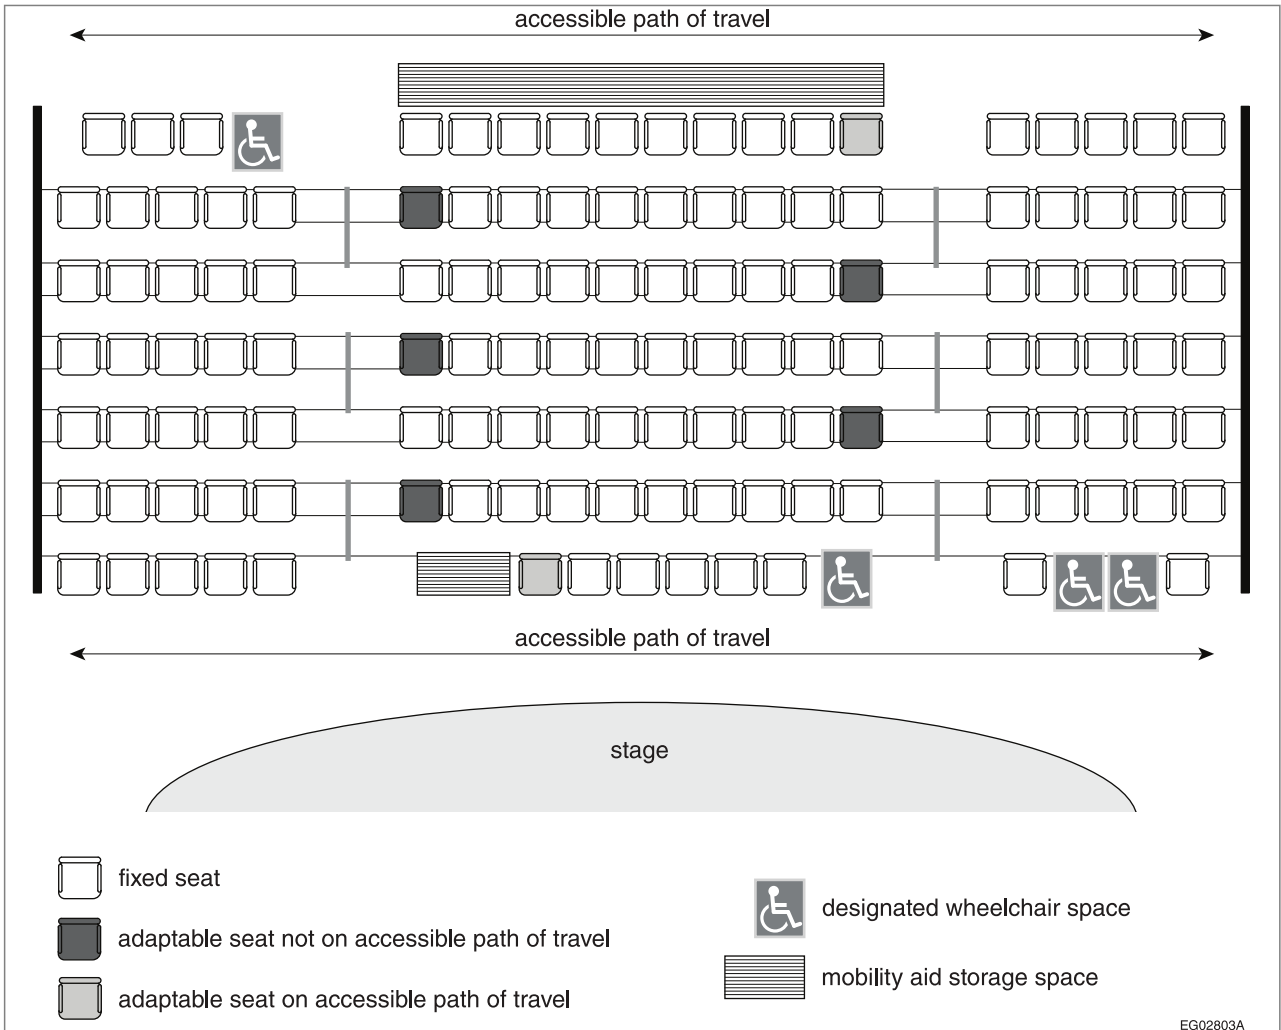 accessible path of travel
accessible path of travel
stage
fixed seat
adaptable seat not on accessible path of travel
adaptable seat on accessible path of travel
designated wheelchair space
mobility aid storage space
EG02803A